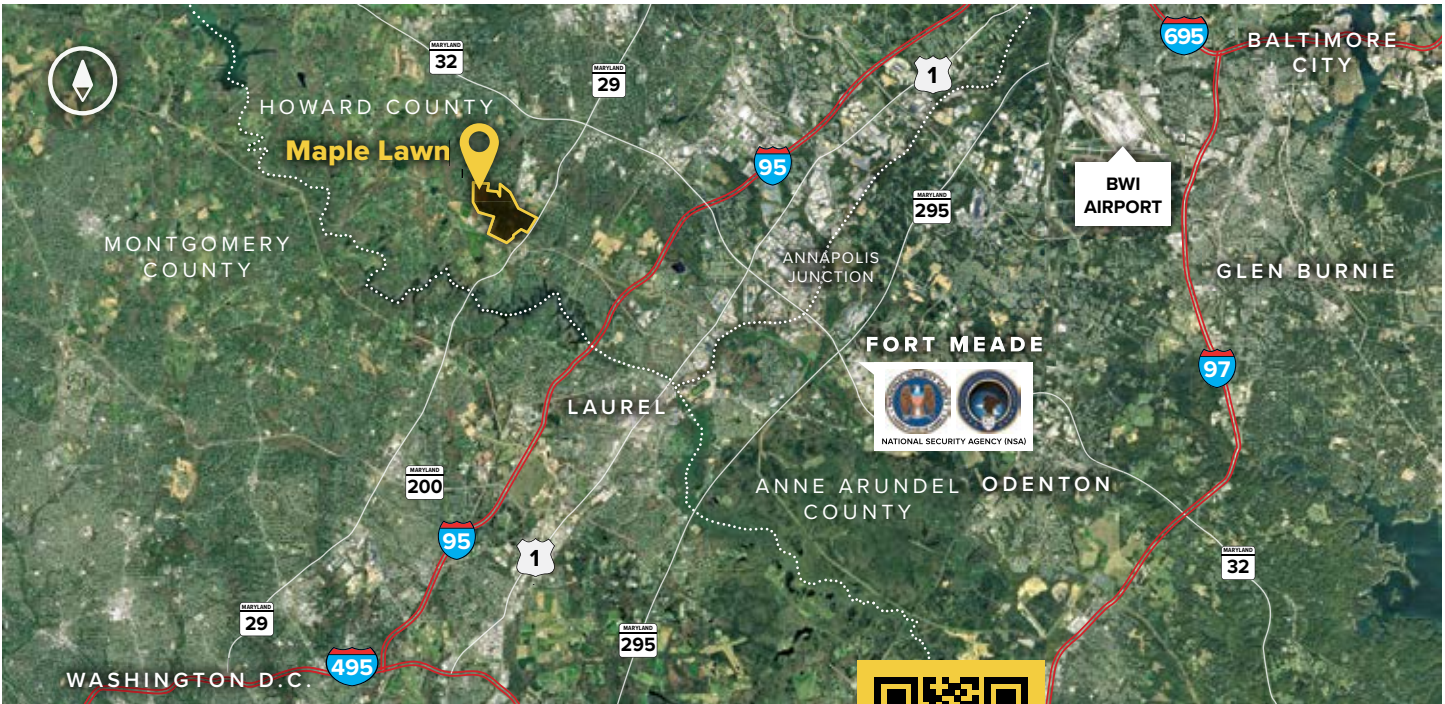 MARYLAND
32
MARYLAND
29
1
695
BALTIMORE
CITY
HOWARD COUNTY
Maple Lawn
95
MARYLAND
295
BWI
AIRPORT
MONTGOMERY
COUNTY
ANNAPOLIS
JUNCTION
GLEN BURNIE
FORT MEADE
NATIONAL SECURITY AGENCY (NSA)
97
LAUREL
MARYLAND
200
ANNE ARUNDEL
COUNTY
ODENTON
95
1
MARYLAND
32
MARYLAND
29
MARYLAND
295
495
WASHINGTON D.C.